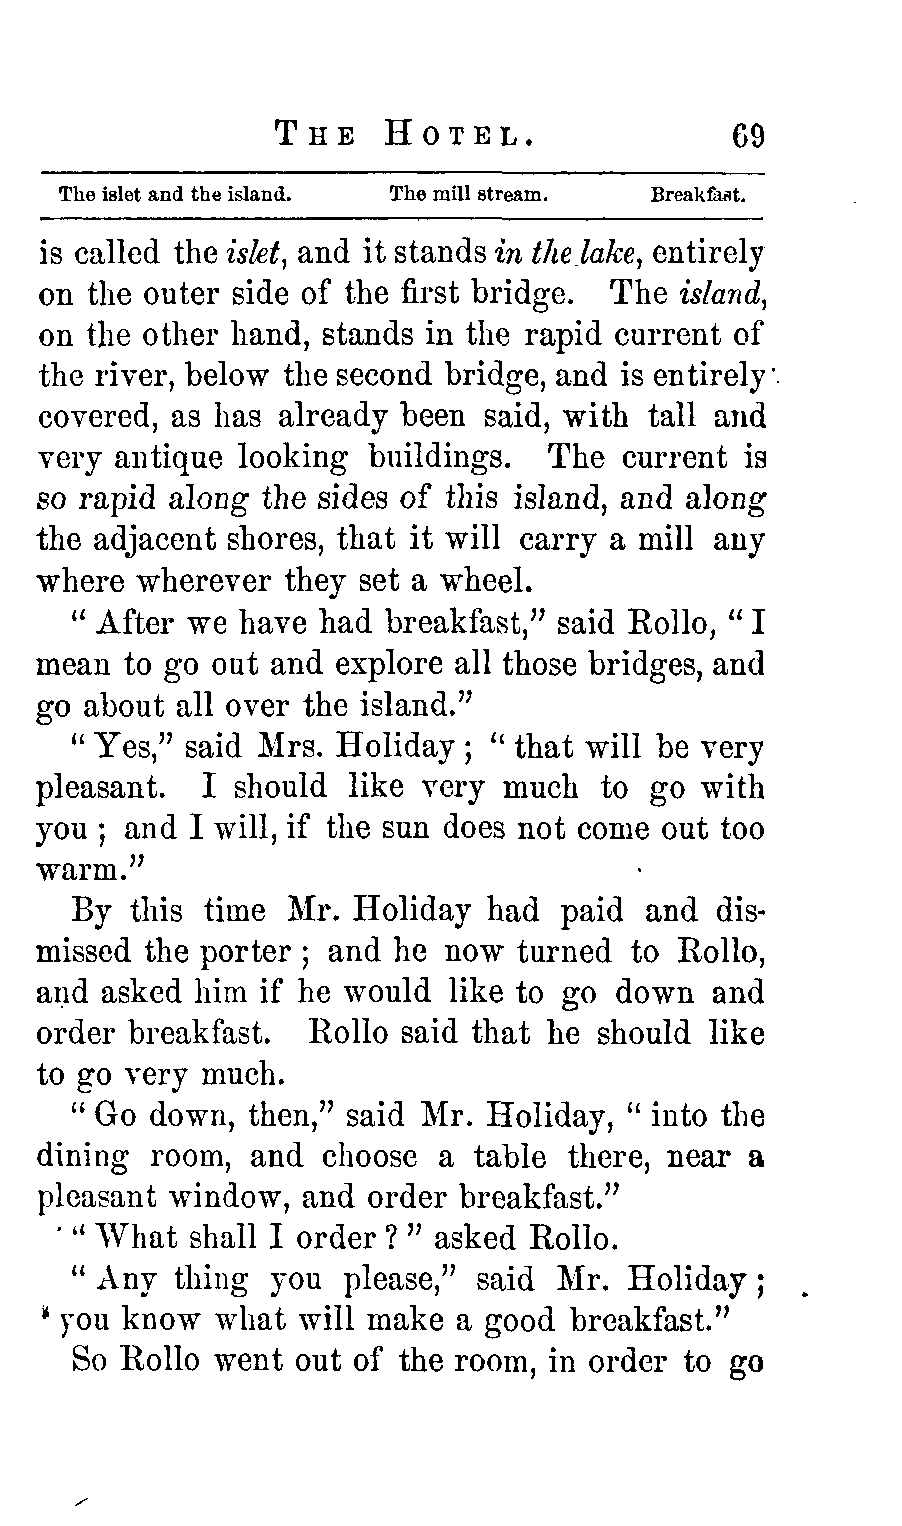 THE HOTEL. 69
The islet and the island. The mill stream. Breakfast.
is called the islet, and it stands in the lake, entirely
on the outer side of the first bridge. The island,
on the other hand, stands in the rapid current of
the river, below the second bridge, and is entirely
covered, as has already been said, with tall and
very antique looking buildings. The current is
so rapid along the sides of this island, and along
the adjacent shores, that it will carry a mill any
where wherever they set a wheel.
“ After we have had breakfast,” said Rollo, “ I
mean to go out and explore all those bridges, and
go about all over the island.”
“ Yes,” said Mrs. Holiday ; “ that will be very
pleasant. I should like very much to go with
you ; and I will, if the sun does not come out too
warm.”
By this time Mr. Holiday had paid and dis-
missed the porter ; and he now turned to Rollo,
and asked him if he would like to go down and
order breakfast. Rollo said that he should like
to go very much.
“ Go down, then,” said Mr. Holiday, “ into the
dining room, and choose a table there, near a
pleasant window, and order breakfast.”
“ What shall I order ? ” asked Rollo.
“ Any thing you please,” said Mr. Holiday ;
“ you know what will make a good breakfast.”
So Rollo went out of the room, in order to go